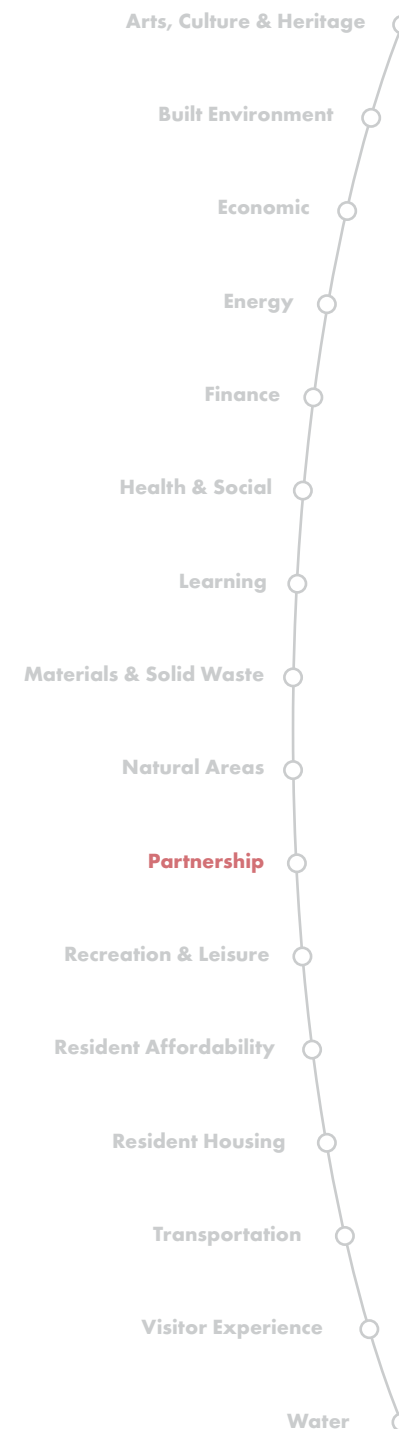 Arts, Culture & Heritage
Built Environment
Economic
Energy
Finance
Health & Social
Learning
Materials & Solid Waste
Natural Areas
Partnership
Recreation & Leisure
Resident Affordability
Resident Housing
Transportation
Visitor Experience
Water